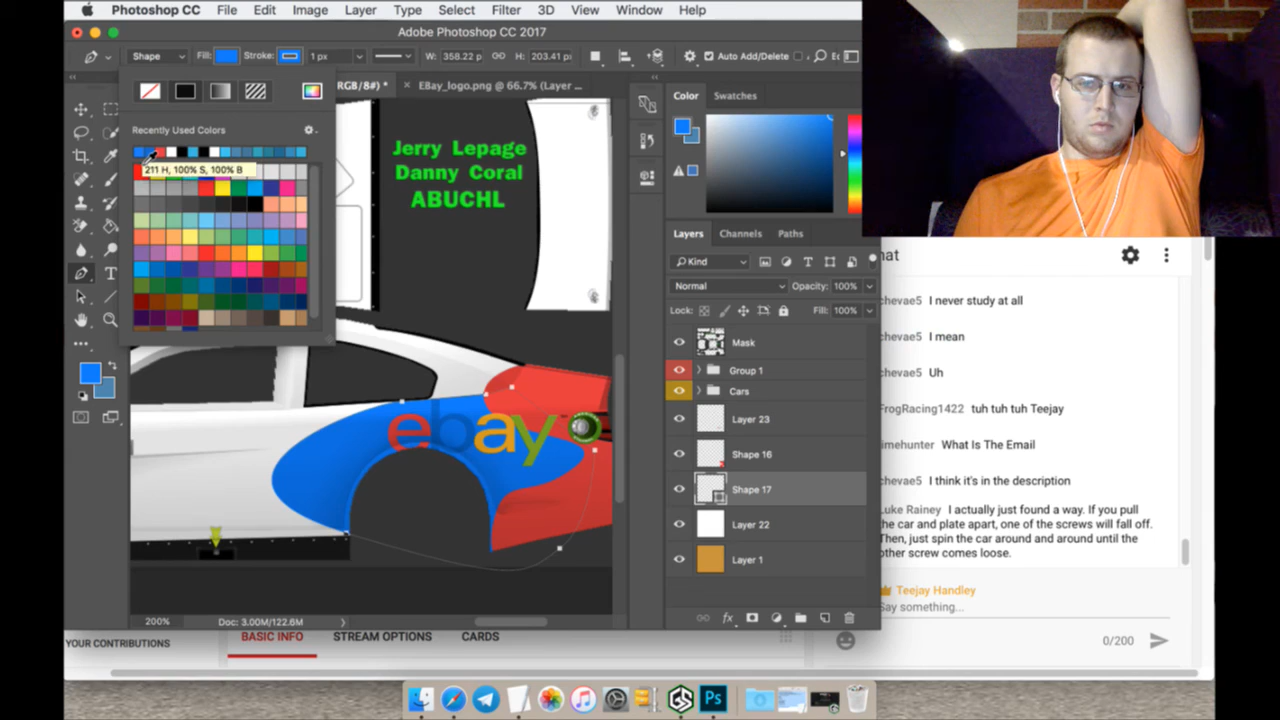 Photoshop CC File Edit Image Layer Type Select Filter 3D View Window Help
Adobe Photoshop CC 2017
Shape Fill: Stroke: 1 px W: 358.22 p H: 203.41 p Auto Add/Delete
RGB/8#) * × EBay_logo.png @ 66.7% (Layer ...
Recently Used Colors
211 H, 100% S, 100% B
Jerry Lepage
Danny Coral
ABUCHL
ebay
Color Swatches
Layers Channels Paths
Kind
Normal Opacity: 100%
Lock: Fill: 100%
Mask
Group 1
Cars
Layer 23
Shape 16
Shape 17
Layer 22
Layer 1
fx
200% Doc: 3.00M/122.6M
YOUR CONTRIBUTIONS BASIC INFO STREAM OPTIONS CARDS
hat
chevae5 I never study at all
chevae5 I mean
chevae5 Uh
FrogRacing1422 tuh tuh tuh Teejay
imehunter What Is The Email
chevae5 I think it's in the description
Luke Rainey I actually just found a way. If you pull
the car and plate apart, one of the screws will fall off.
Then, just spin the car around and around until the
other screw comes loose.
Teejay Handley
Say something...
0/200
Ps